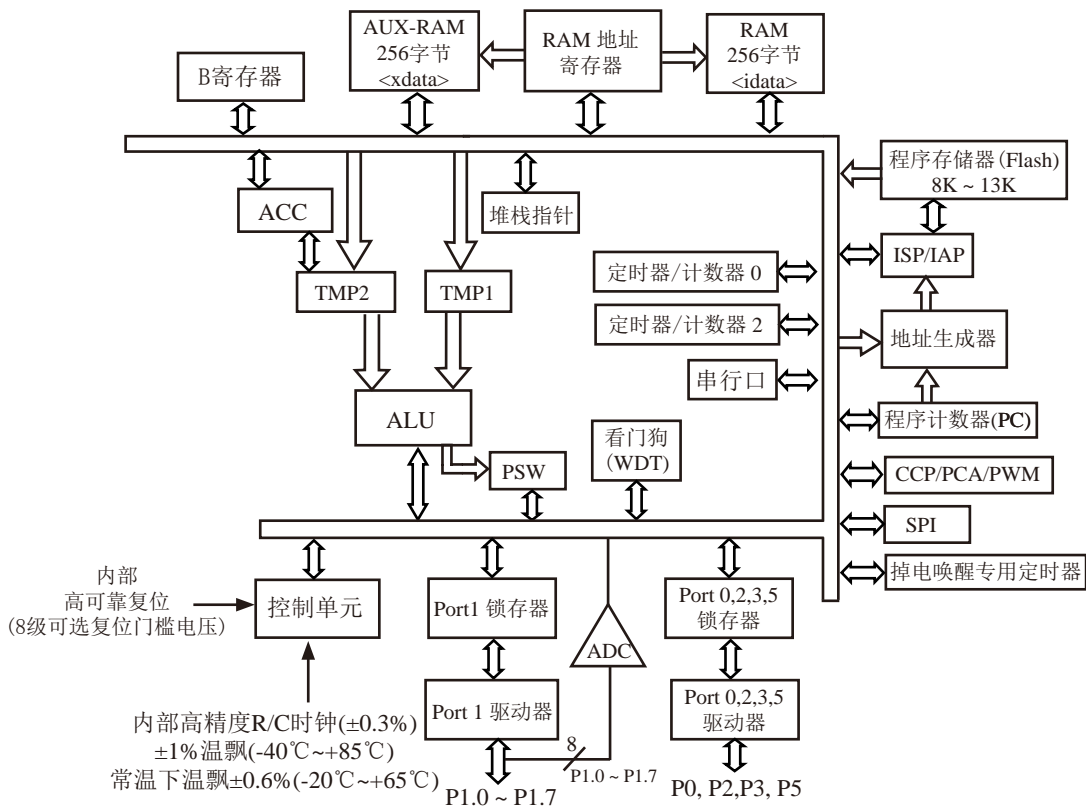 AUX-RAM
256字节
<xdata>
RAM 地址
寄存器
RAM
256字节
<idata>
B寄存器
程序存储器(Flash)
8K ~ 13K
ACC
堆栈指针
ISP/IAP
定时器/计数器 0
TMP2
TMP1
定时器/计数器 2
地址生成器
串行口
ALU
程序计数器(PC)
看门狗
(WDT)
PSW
CCP/PCA/PWM
SPI
掉电唤醒专用定时器
内部
高可靠复位
(8级可选复位门槛电压)
控制单元
Port1 锁存器
Port 0,2,3,5
锁存器
ADC
Port 1 驱动器
Port 0,2,3,5
驱动器
内部高精度R/C时钟(±0.3%)
±1%温飘(-40℃~+85℃)
常温下温飘±0.6%(-20℃~+65℃)
8
P1.0 ~ P1.7
P1.0 ~ P1.7
P0, P2,P3, P5